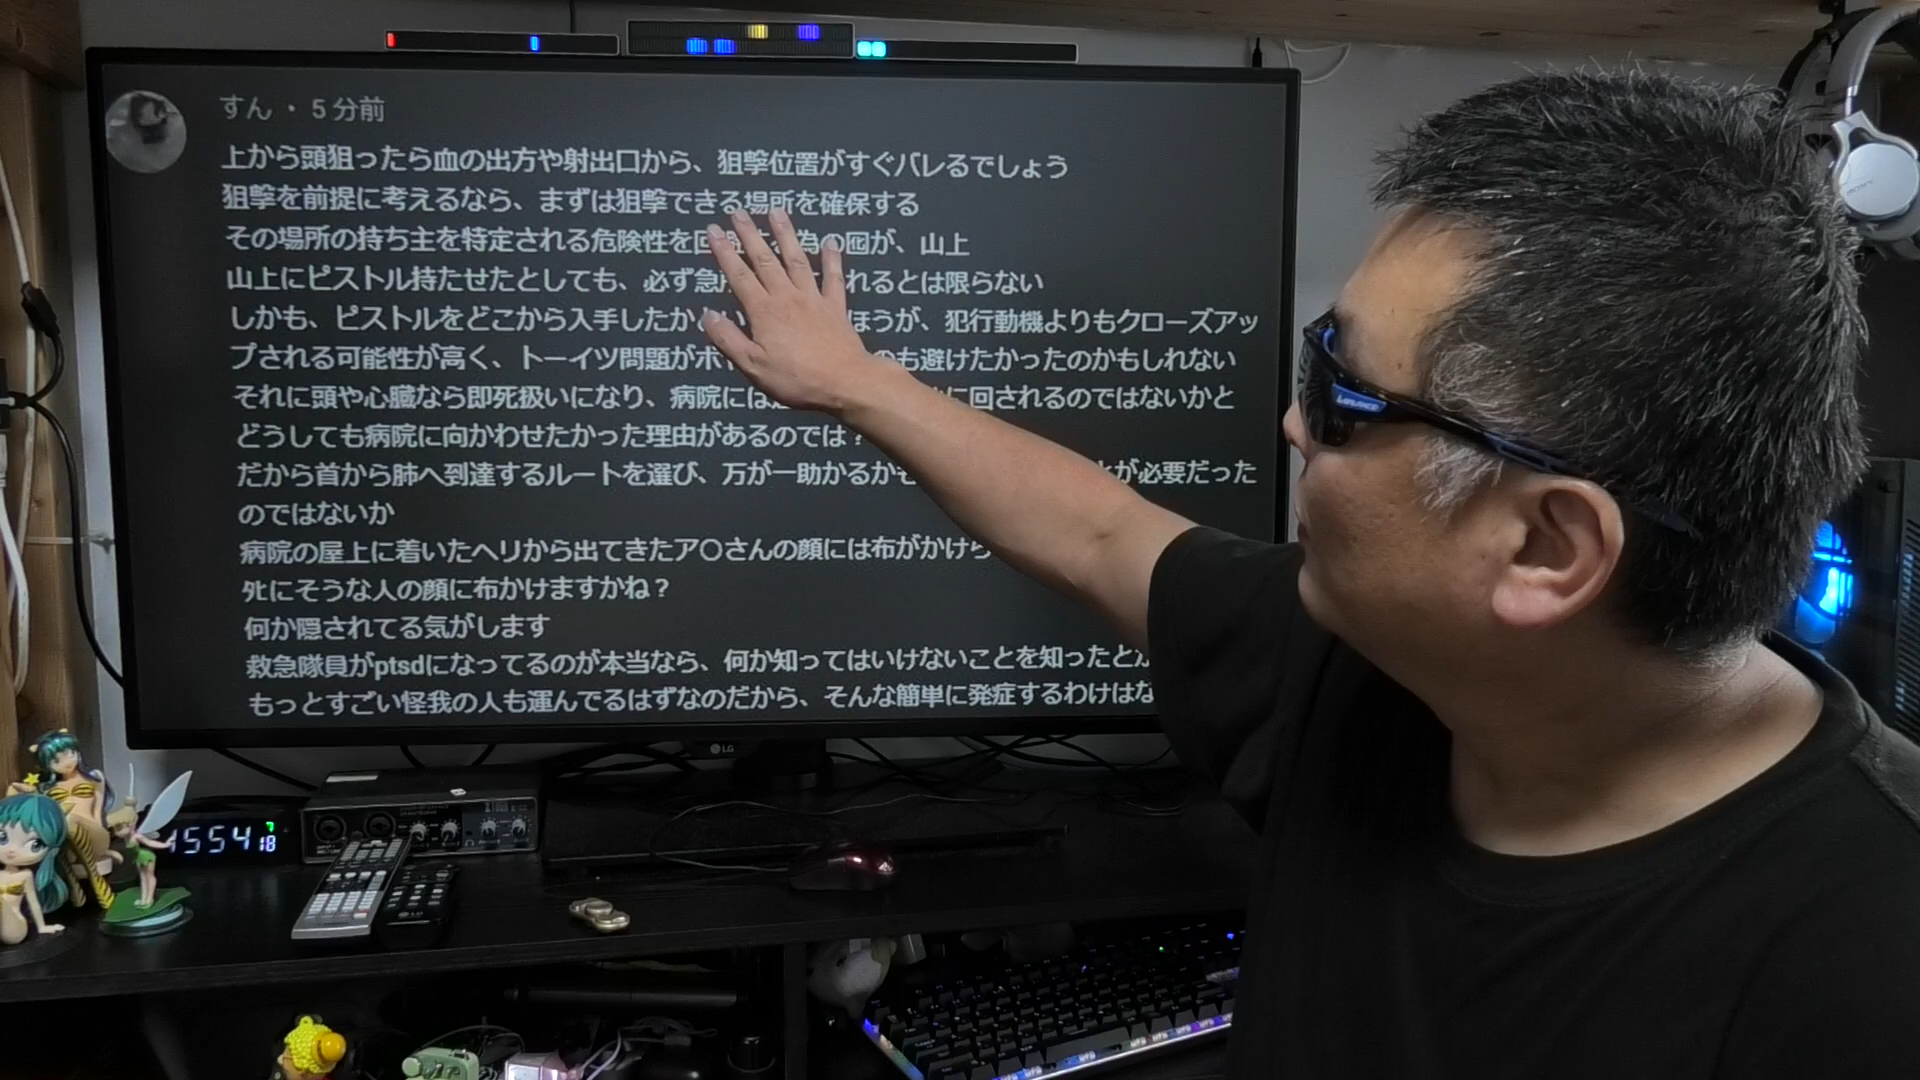 すん・5分前
上から頭狙ったら血の出方や射出口から、狙撃位置がすぐバレるでしょう
狙撃を前提に考えるなら、まずは狙撃できる場所を確保する
その場所の持ち主を特定される危険性を回 為の囮が、山上
山上にピストル持たせたとしても、必ず急 れるとは限らない
しかも、ピストルをどこから入手したか ほうが、犯行動機よりもクローズアッ
プされる可能性が高く、トーイツ問題がボ のも避けたかったのかもしれない
それに頭や心臓なら即死扱いになり、病院には に回されるのではないかと
どうしても病院に向かわせたかった理由があるのでは?
だから首から肺へ到達するルートを選び、万が一助かるかも が必要だった
のではないか
病院の屋上に着いたヘリから出てきたア〇さんの顔には布がかけら
死にそうな人の顔に布かけますかね?
何か隠されてる気がします
救急隊員がptsdになってるのが本当なら、何か知ってはいけないことを知ったとか
もっとすごい怪我の人も運んでるはずなのだから、そんな簡単に発症するわけはな
LG
1554 18
7
SONY